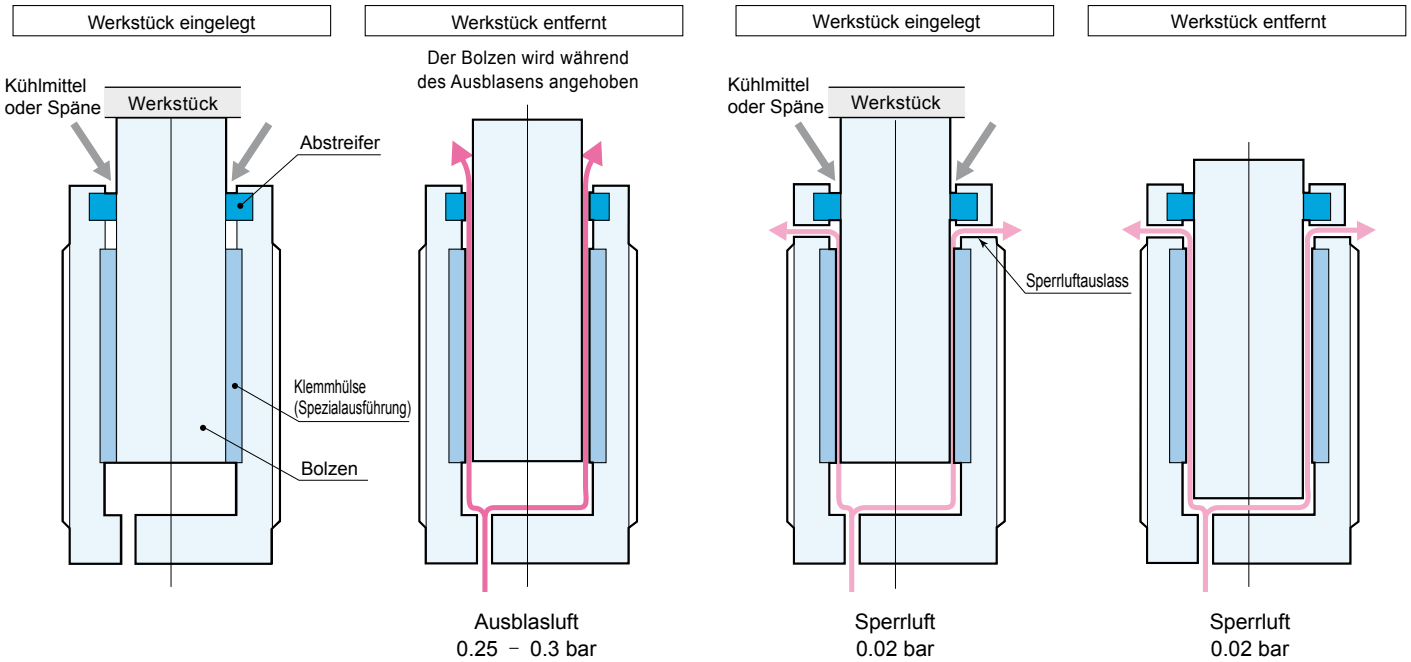 Werkstück eingelegt
Werkstück entfernt
Werkstück eingelegt
Werkstück entfernt
Der Bolzen wird während
des Ausblasens angehoben
Kühlmittel
oder Späne
Werkstück
Abstreifer
Klemmhülse
(Spezialausführung)
Bolzen
Ausblasluft
0.25 – 0.3 bar
Kühlmittel
oder Späne
Werkstück
Sperrluftauslass
Sperrluft
0.02 bar
Sperrluft
0.02 bar